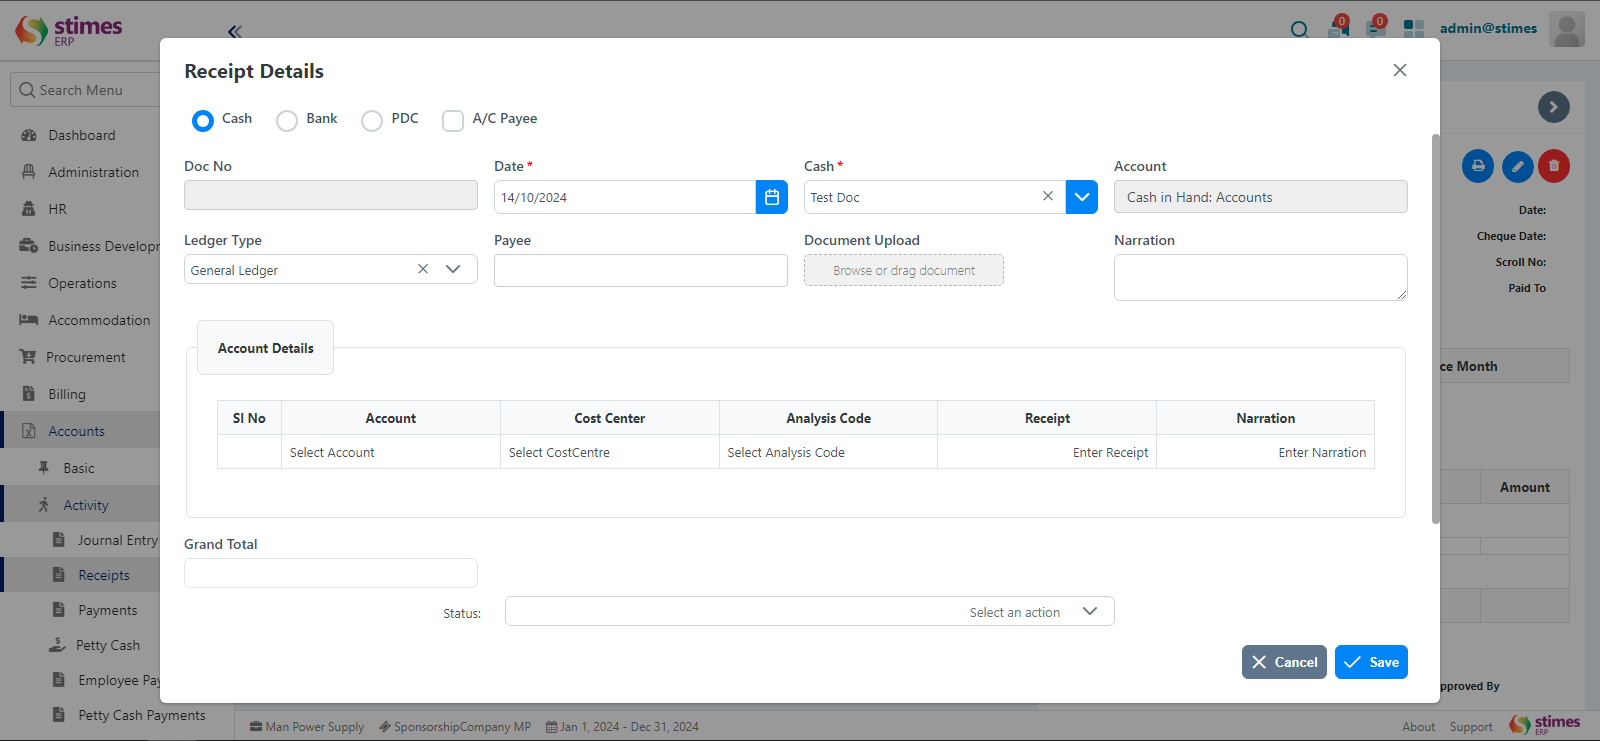 stimes
ERP
0
0
admin@stimes
Search Menu
Dashboard
Administration
HR
Business Developm
Operations
Accommodation
Procurement
Billing
Accounts
Basic
Activity
Journal Entry
Receipts
Payments
Petty Cash
Employee Pay
Petty Cash Payments
Receipt Details
Cash
Bank
PDC
A/C Payee
Doc No
Date *
Cash *
Account
14/10/2024
Test Doc
Cash in Hand: Accounts
Ledger Type
Payee
Document Upload
Narration
General Ledger
Browse or drag document
Account Details
Sl No Account Cost Center Analysis Code Receipt Narration
Select Account Select CostCentre Select Analysis Code Enter Receipt Enter Narration
Grand Total
Status:
Select an action
Cancel
Save
Date:
Cheque Date:
Scroll No:
Paid To
ce Month
Amount
pproved By
Man Power Supply SponsorshipCompany MP Jan 1, 2024 - Dec 31, 2024
About Support
stimes
ERP